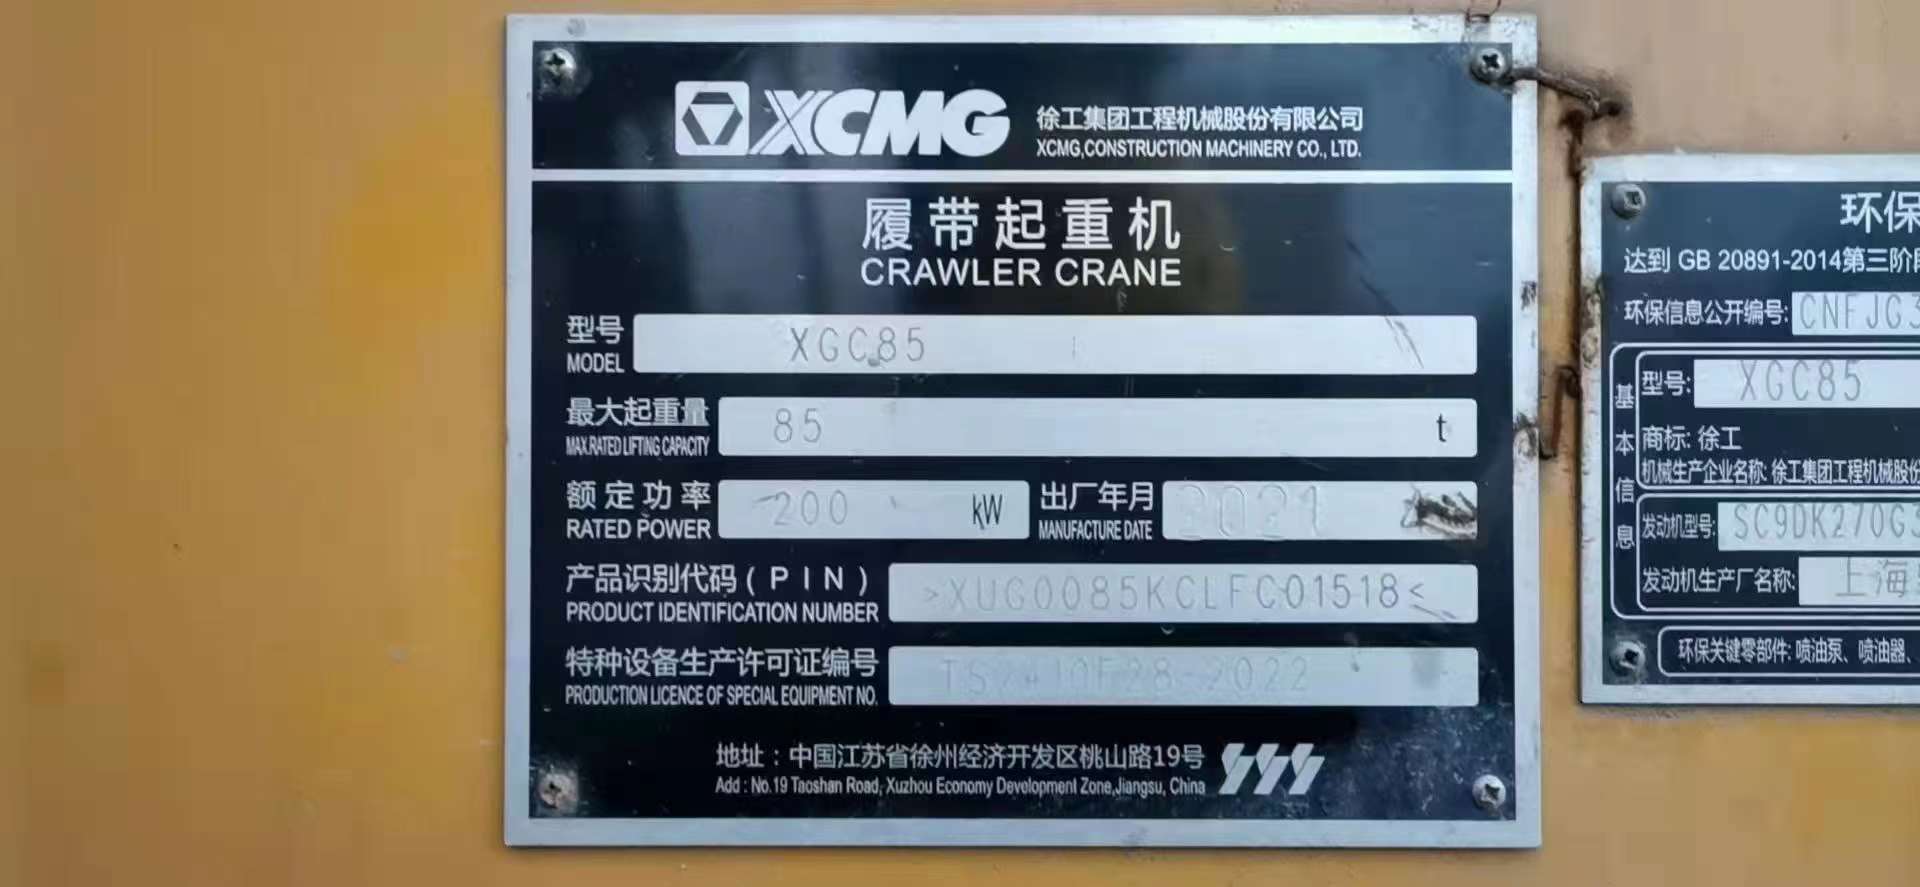 XCMG
徐工集团工程机械股份有限公司
XCMG,CONSTRUCTION MACHINERY CO., LTD.
履带起重机
CRAWLER CRANE
型号 XGC85
MODEL
最大起重量 85 t
MAX.RATED LIFTING CAPACITY
额定功率 200 kW 出厂年月 2021
RATED POWER MANUFACTURE DATE
产品识别代码(PIN) >XUG0085KCLFC01518<
PRODUCT IDENTIFICATION NUMBER
特种设备生产许可证编号
PRODUCTION LICENCE OF SPECIAL EQUIPMENT NO.
地址：中国江苏省徐州经济开发区桃山路19号
Add : No.19 Taoshan Road, Xuzhou Economy Development Zone,Jiangsu, China
环保
达到 GB 20891-2014第三阶
环保信息公开编号: CNFJG3
基本信息
型号: XGC85
商标: 徐工
机械生产企业名称: 徐工集团工程机械股份
发动机型号: SC9DK270G3
发动机生产厂名称: 上海
环保关键零部件: 喷油泵、喷油器、